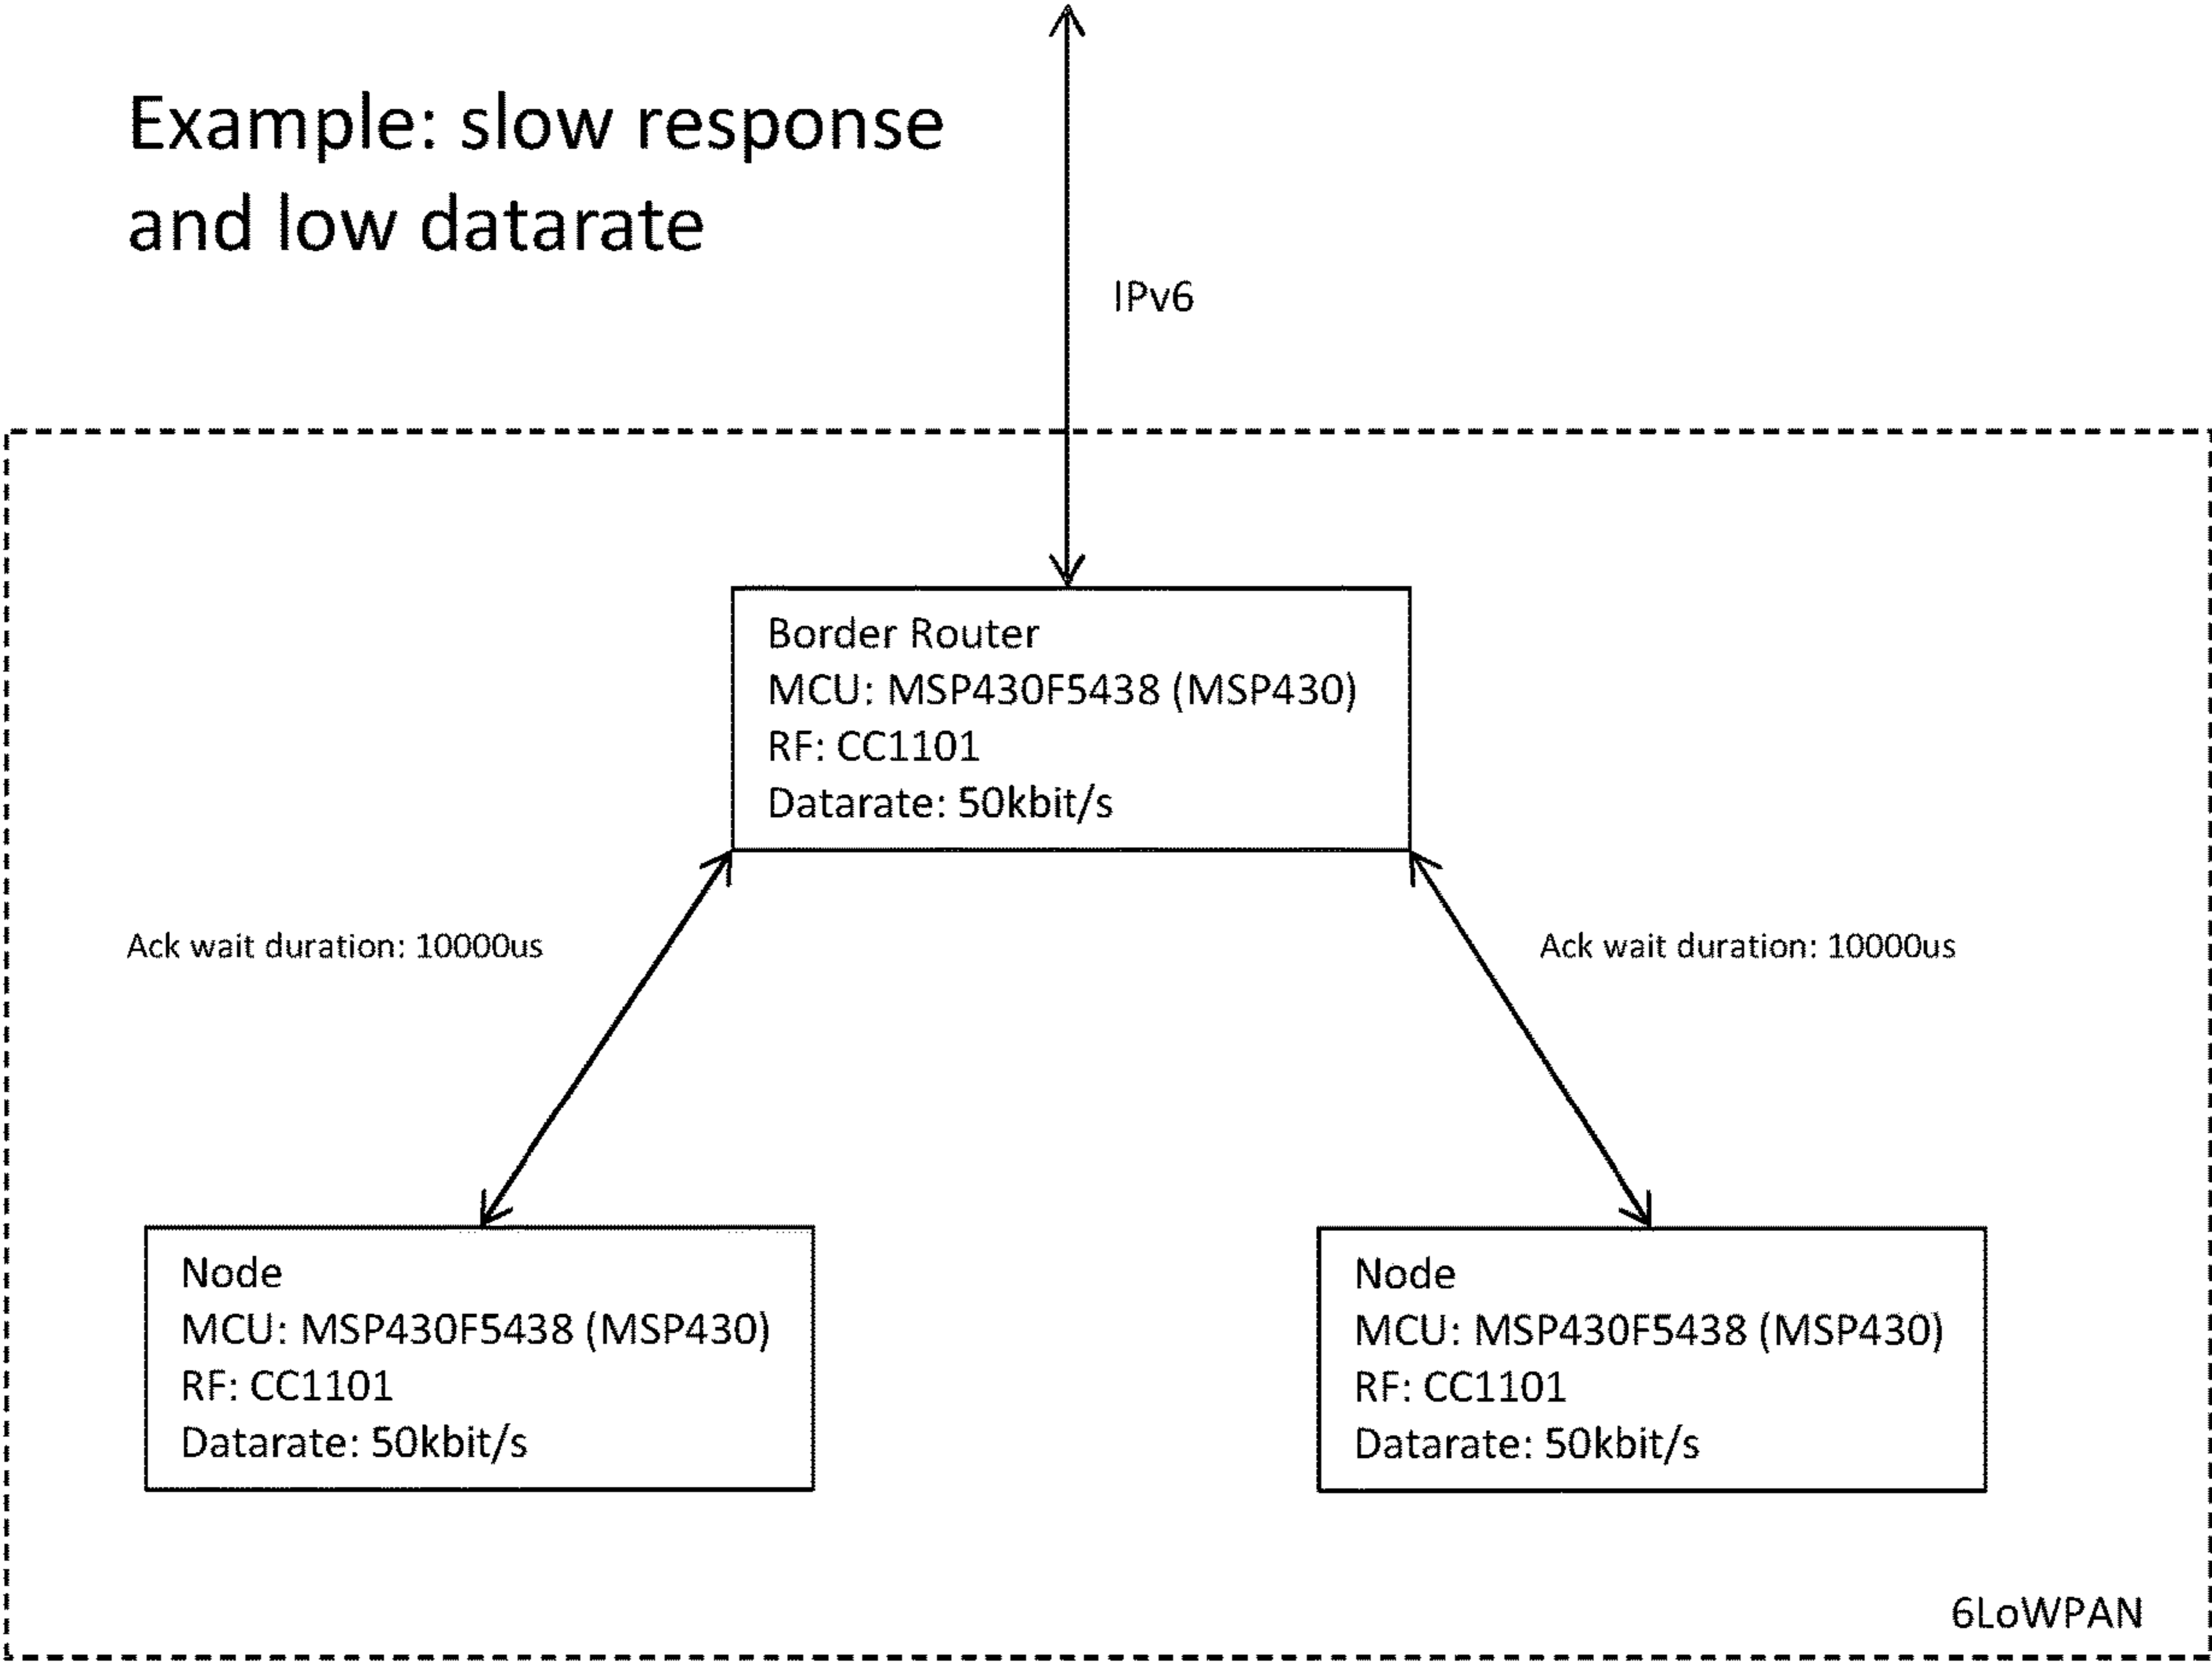 Example: slow response
and low datarate
IPv6
Border Router
MCU: MSP430F5438 (MSP430)
RF: CC1101
Datarate: 50kbit/s
Ack wait duration: 10000us
Ack wait duration: 10000us
Node
MCU: MSP430F5438 (MSP430)
RF: CC1101
Datarate: 50kbit/s
Node
MCU: MSP430F5438 (MSP430)
RF: CC1101
Datarate: 50kbit/s
6LoWPAN